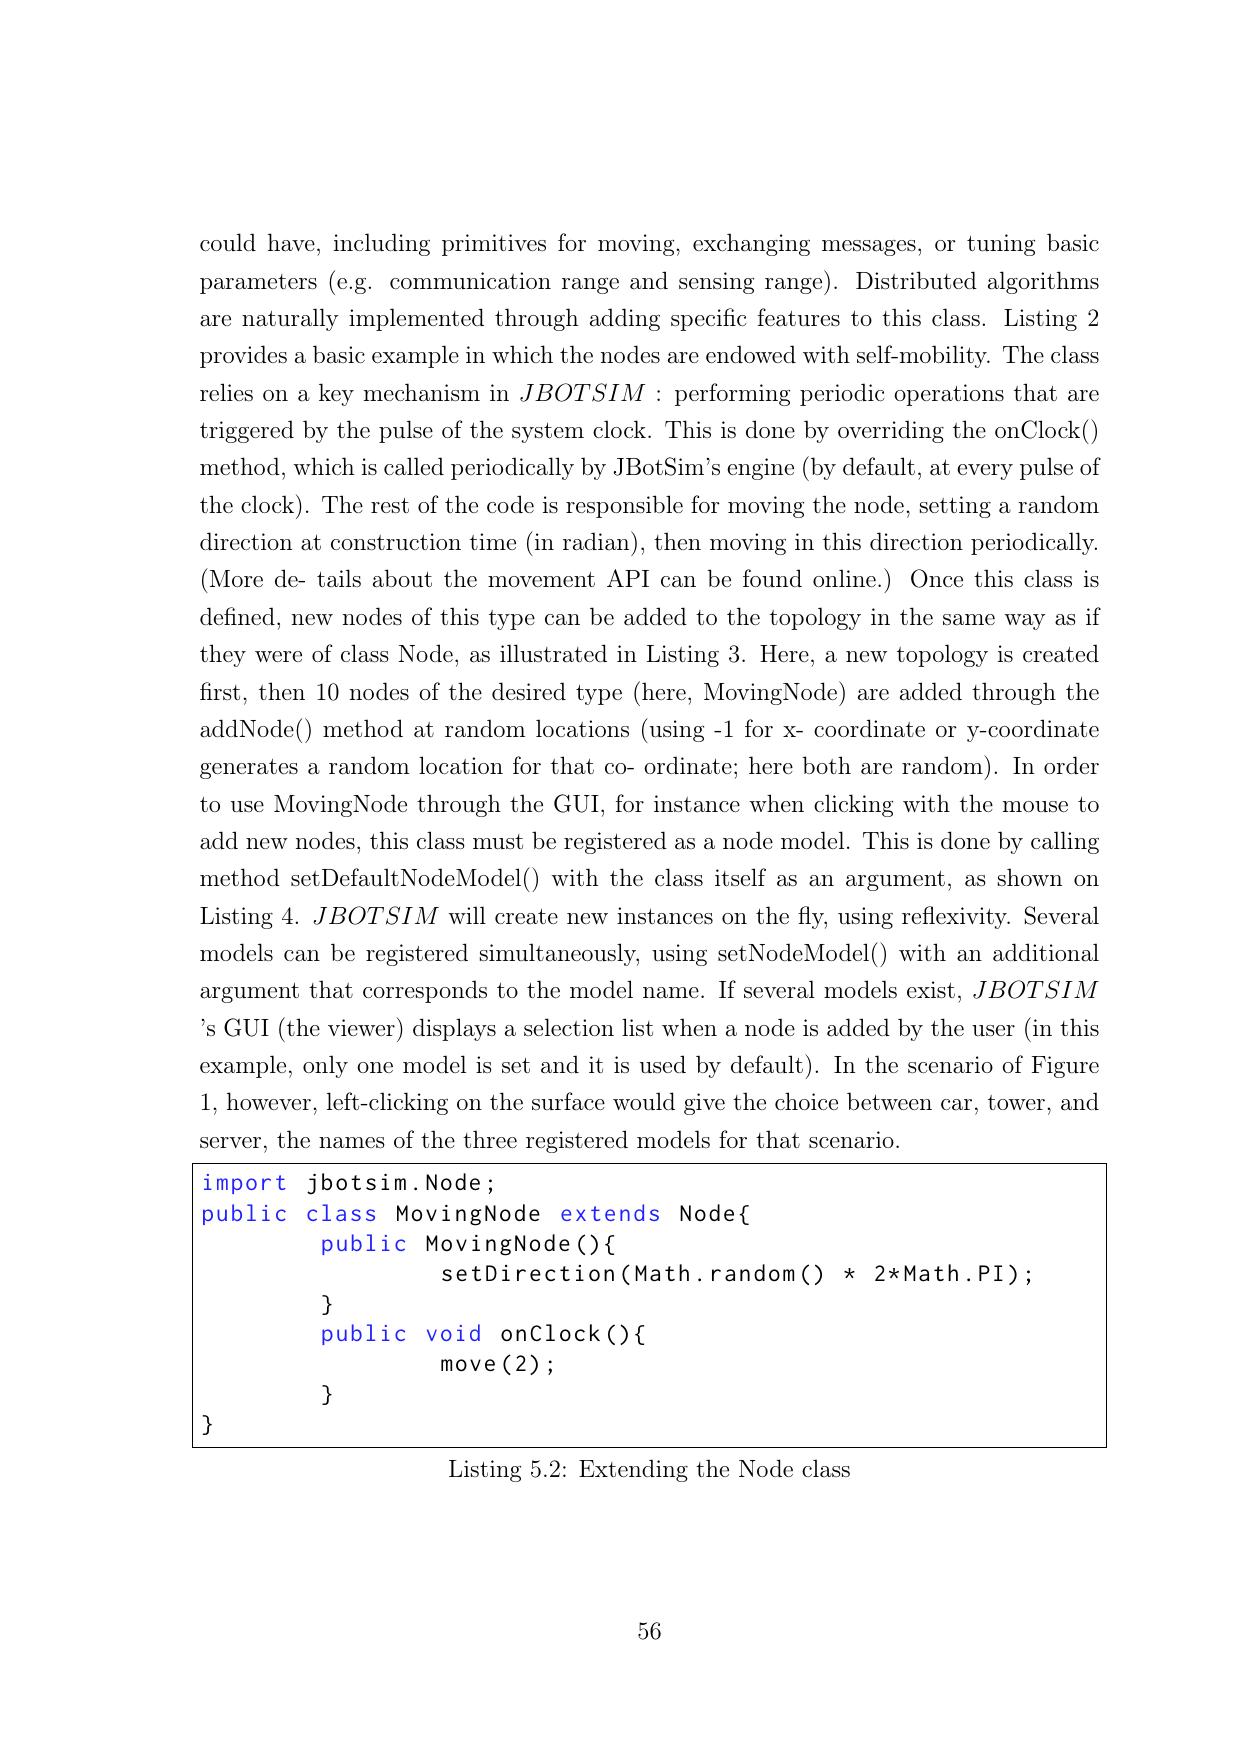 could have, including primitives for moving, exchanging messages, or tuning basic
parameters (e.g. communication range and sensing range). Distributed algorithms
are naturally implemented through adding specific features to this class. Listing 2
provides a basic example in which the nodes are endowed with self-mobility. The class
relies on a key mechanism in JBOTSIM : performing periodic operations that are
triggered by the pulse of the system clock. This is done by overriding the onClock()
method, which is called periodically by JBotSim's engine (by default, at every pulse of
the clock). The rest of the code is responsible for moving the node, setting a random
direction at construction time (in radian), then moving in this direction periodically.
(More de- tails about the movement API can be found online.) Once this class is
defined, new nodes of this type can be added to the topology in the same way as if
they were of class Node, as illustrated in Listing 3. Here, a new topology is created
first, then 10 nodes of the desired type (here, MovingNode) are added through the
addNode() method at random locations (using -1 for x- coordinate or y-coordinate
generates a random location for that co- ordinate; here both are random). In order
to use MovingNode through the GUI, for instance when clicking with the mouse to
add new nodes, this class must be registered as a node model. This is done by calling
method setDefaultNodeModel() with the class itself as an argument, as shown on
Listing 4. JBOTSIM will create new instances on the fly, using reflexivity. Several
models can be registered simultaneously, using setNodeModel() with an additional
argument that corresponds to the model name. If several models exist, JBOTSIM
's GUI (the viewer) displays a selection list when a node is added by the user (in this
example, only one model is set and it is used by default). In the scenario of Figure
1, however, left-clicking on the surface would give the choice between car, tower, and
server, the names of the three registered models for that scenario.
import jbotsim.Node;
public class MovingNode extends Node{
        public MovingNode(){
                setDirection(Math.random() * 2*Math.PI);
        }
        public void onClock(){
                move(2);
        }
}
Listing 5.2: Extending the Node class
56